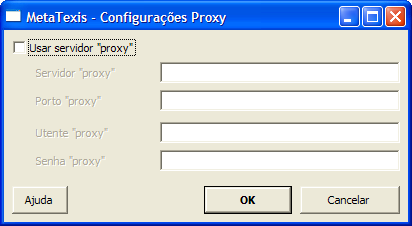 MetaTexis - Configurações Proxy
Usar servidor "proxy"
Servidor "proxy"
Porto "proxy"
Utente "proxy"
Senha "proxy"
Ajuda OK Cancelar